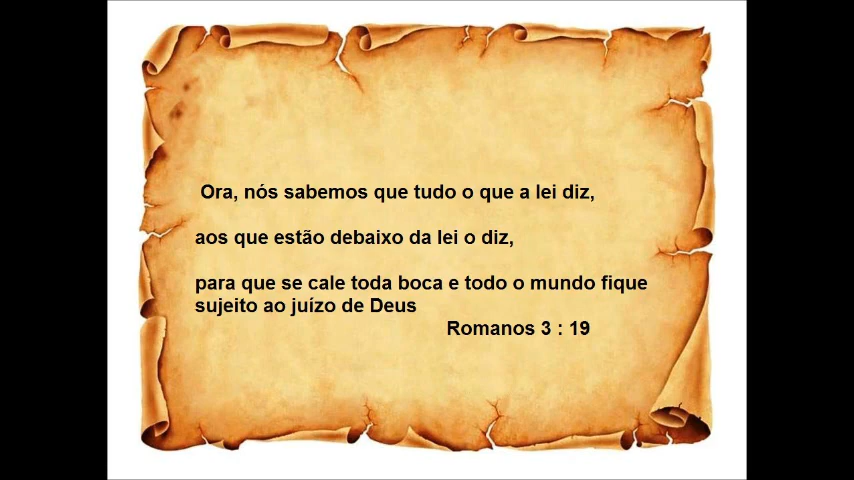 Ora, nós sabemos que tudo o que a lei diz,
aos que estão debaixo da lei o diz,
para que se cale toda boca e todo o mundo fique
sujeito ao juízo de Deus
Romanos 3 : 19